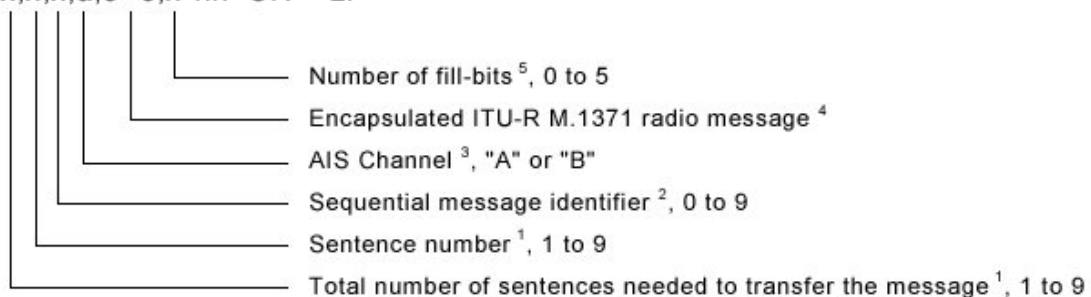 Number of fill-bits ⁵, 0 to 5
Encapsulated ITU-R M.1371 radio message ⁴
AIS Channel ³, "A" or "B"
Sequential message identifier ², 0 to 9
Sentence number ¹, 1 to 9
Total number of sentences needed to transfer the message ¹, 1 to 9